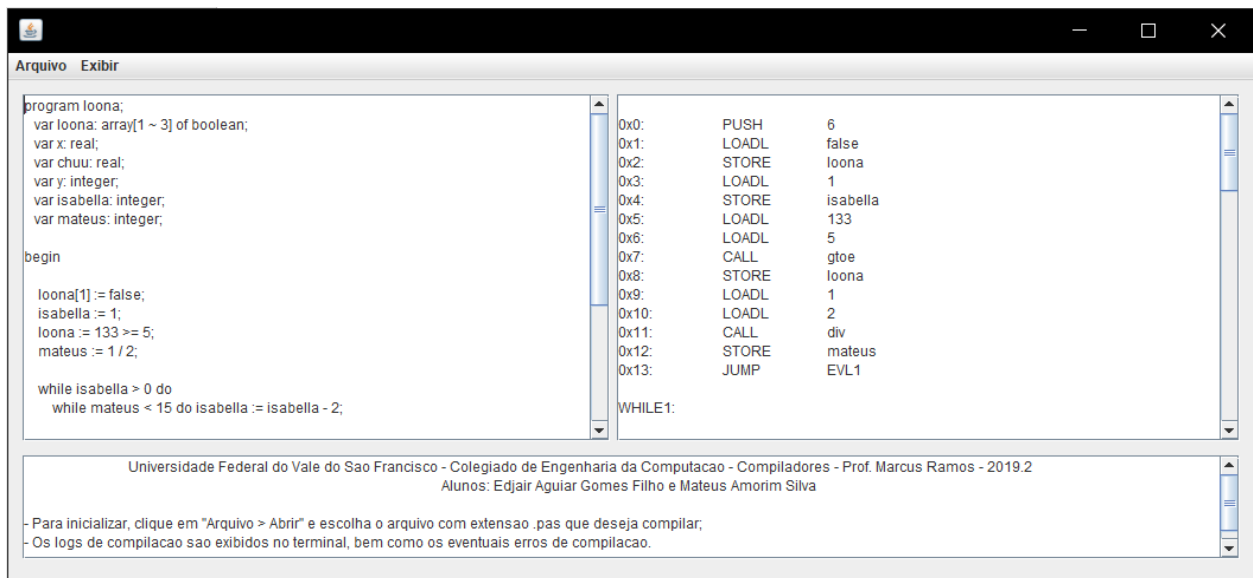 Arquivo Exibir
program loona;
var loona: array[1 ~ 3] of boolean;
var x: real;
var chuu: real;
var y: integer;
var isabella: integer;
var mateus: integer;
begin
loona[1] := false;
isabella := 1;
loona := 133 >= 5;
mateus := 1 / 2;
while isabella > 0 do
while mateus < 15 do isabella := isabella - 2;
0x0: PUSH 6
0x1: LOADL false
0x2: STORE loona
0x3: LOADL 1
0x4: STORE isabella
0x5: LOADL 133
0x6: LOADL 5
0x7: CALL gtoe
0x8: STORE loona
0x9: LOADL 1
0x10: LOADL 2
0x11: CALL div
0x12: STORE mateus
0x13: JUMP EVL1
WHILE1:
Universidade Federal do Vale do Sao Francisco - Colegiado de Engenharia da Computacao - Compiladores - Prof. Marcus Ramos - 2019.2
Alunos: Edjair Aguiar Gomes Filho e Mateus Amorim Silva
- Para inicializar, clique em "Arquivo > Abrir" e escolha o arquivo com extensao .pas que deseja compilar;
- Os logs de compilacao sao exibidos no terminal, bem como os eventuais erros de compilacao.